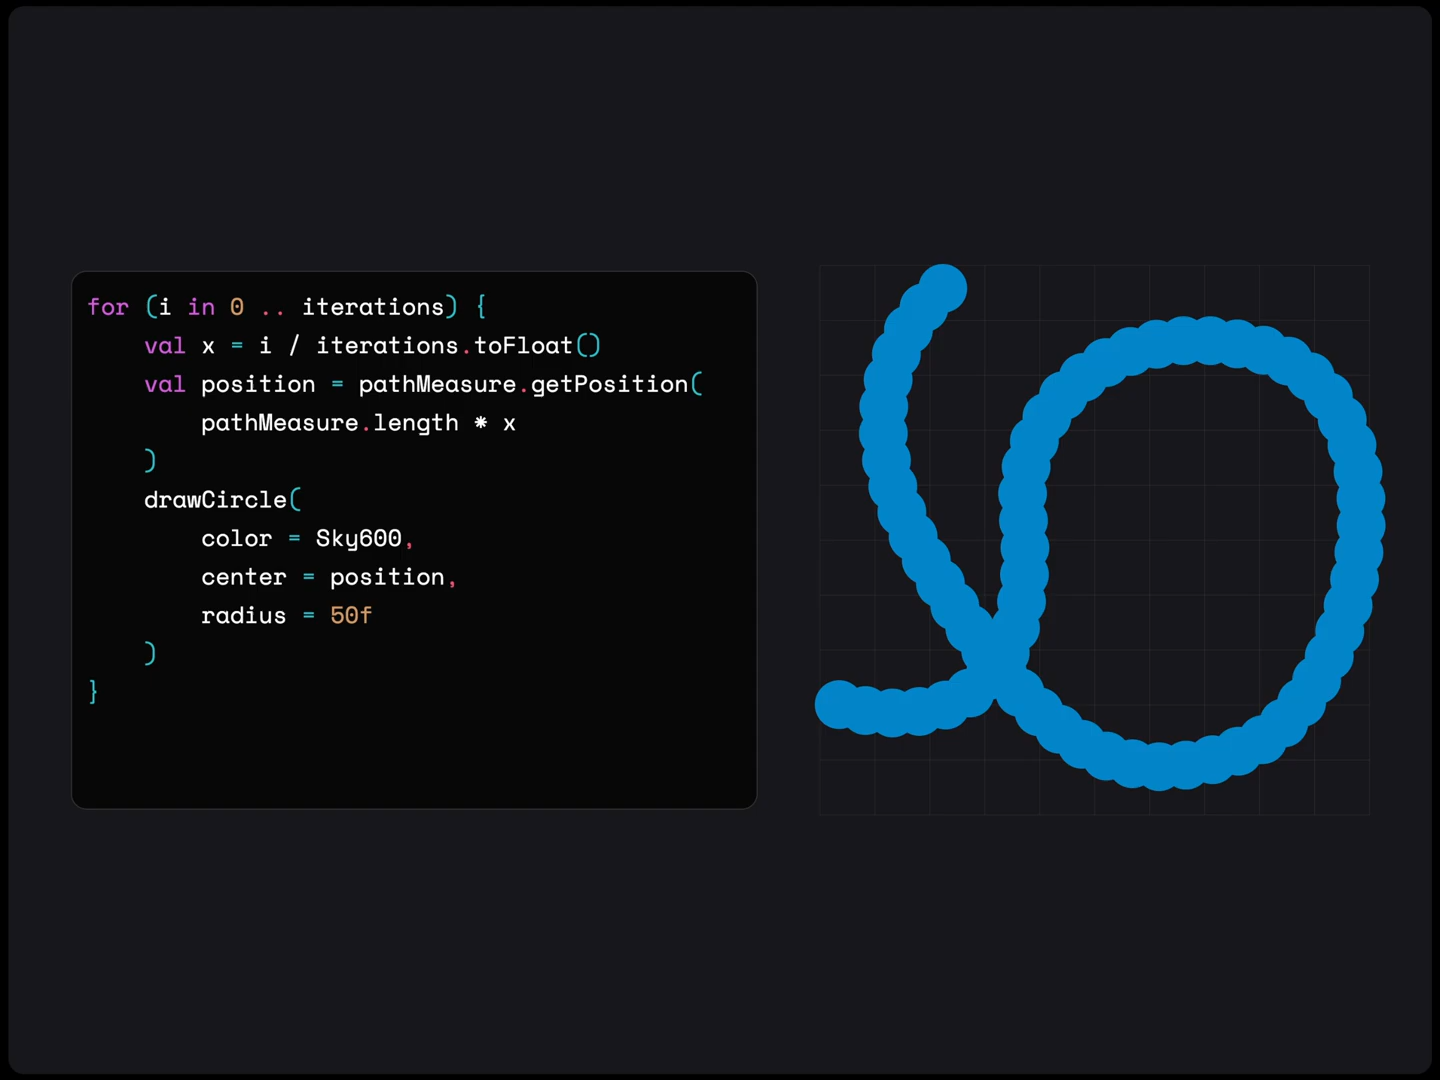 for (i in 0 .. iterations) {
    val x = i / iterations.toFloat()
    val position = pathMeasure.getPosition(
        pathMeasure.length * x
    )
    drawCircle(
        color = Sky600,
        center = position,
        radius = 50f
    )
}